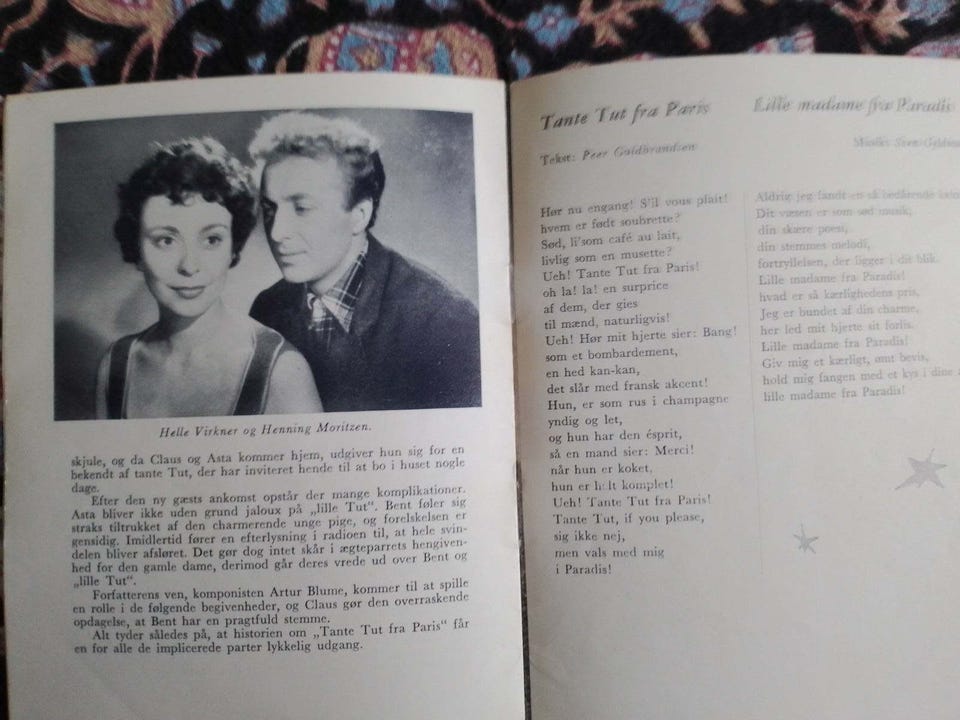 Helle Virkner og Henning Moritzen.
skjule, og da Claus og Asta kommer hjem, udgiver hun sig for en
bekendt af tante Tut, der har inviteret hende til at bo i huset nogle
dage.
Efter den ny gæsts ankomst opstår der mange komplikationer.
Asta bliver ikke uden grund jaloux på „lille Tut“. Bent føler sig
straks tiltrukket af den charmerende unge pige, og forelskelsen er
gensidig. Imidlertid fører en efterlysning i radioen til, at hele svin-
delen bliver afsløret. Det gør dog intet skår i ægteparrets hengiven-
hed for den gamle dame, derimod går deres vrede ud over Bent og
„lille Tut“.
Forfatterens ven, komponisten Artur Blume, kommer til at spille
en rolle i de følgende begivenheder, og Claus gør den overraskende
opdagelse, at Bent har en pragtfuld stemme.
Alt tyder således på, at historien om „Tante Tut fra Paris“ får
en for alle de implicerede parter lykkelig udgang.
Tante Tut fra Paris
Tekst: Peer Guldbrandsen
Hør nu engang! S'il vous plait!
hvem er født soubrette?
Sød, li'som café au lait,
livlig som en musette?
Ueh! Tante Tut fra Paris!
oh la! la! en surprice
af dem, der gies
til mænd, naturligvis!
Ueh! Hør mit hjerte sier: Bang!
som et bombardement,
en hed kan-kan,
det slår med fransk akcent!
Hun, er som rus i champagne
yndig og let,
og hun har den ésprit,
så en mand sier: Merci!
når hun er koket,
hun er helt komplet!
Ueh! Tante Tut fra Paris!
Tante Tut, if you please,
sig ikke nej,
men vals med mig
i Paradis!
Lille madame fra Paradis
Musik: Sven
Aldrig jeg fandt en så bedårende
Dit væsen er som sød musik,
din skære poesi,
din stemmes melodi,
fortryllelsen, der ligger i dit blik.
Lille madame fra Paradis!
hvad er så kærlighedens pris,
Jeg er bundet af din charme,
her led mit hjerte sit forlis.
Lille madame fra Paradis!
Giv mig et kærligt, ømt bevis,
hold mig fangen med et kys i dine
lille madame fra Paradis!